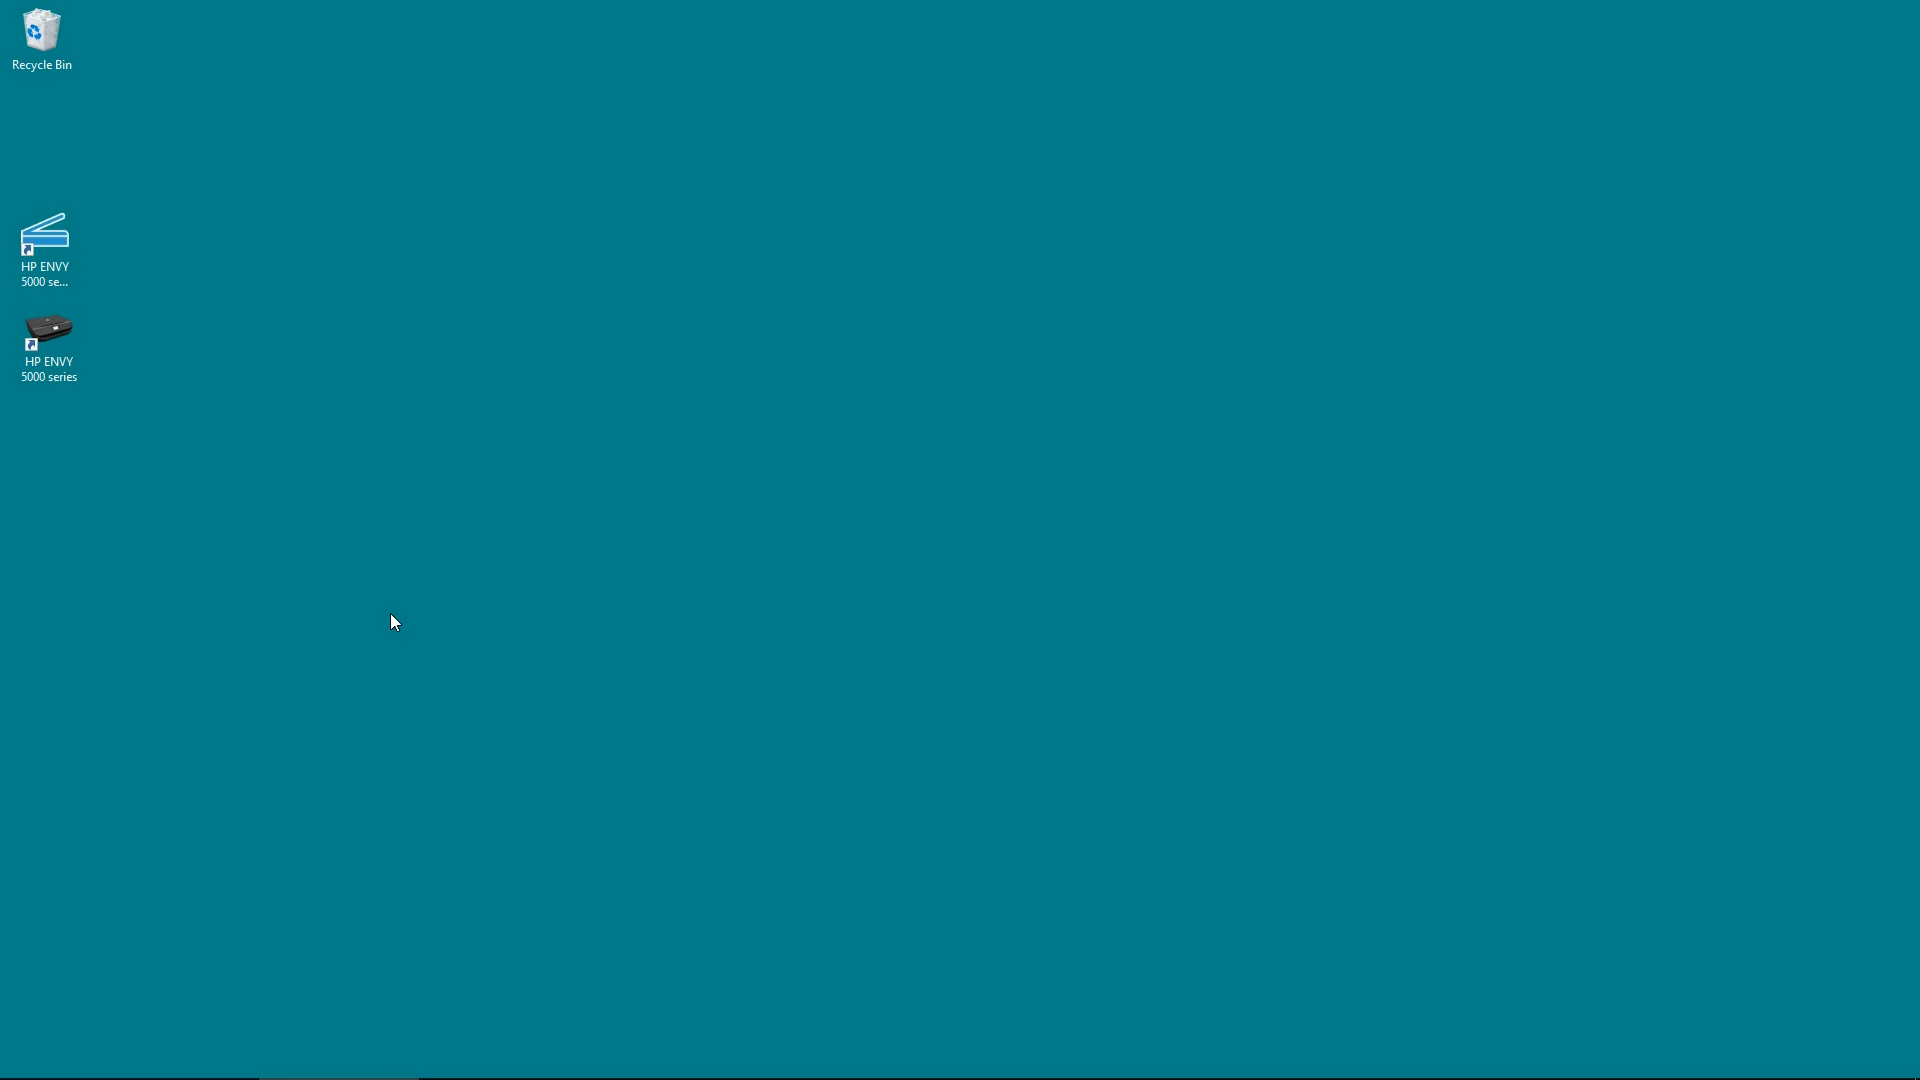 Recycle Bin
HP ENVY
5000 se...
HP ENVY
5000 series